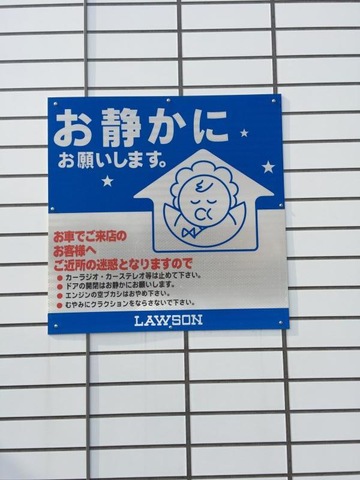 お静かに
お願いします。
お車でご来店の
お客様へ
ご近所の迷惑となりますので
●カーラジオ・カーステレオ等は止めて下さい。
●ドアの開閉はお静かにお願いします。
●エンジンの空ブカシはおやめ下さい。
●むやみにクラクションをならさないで下さい。
LAWSON